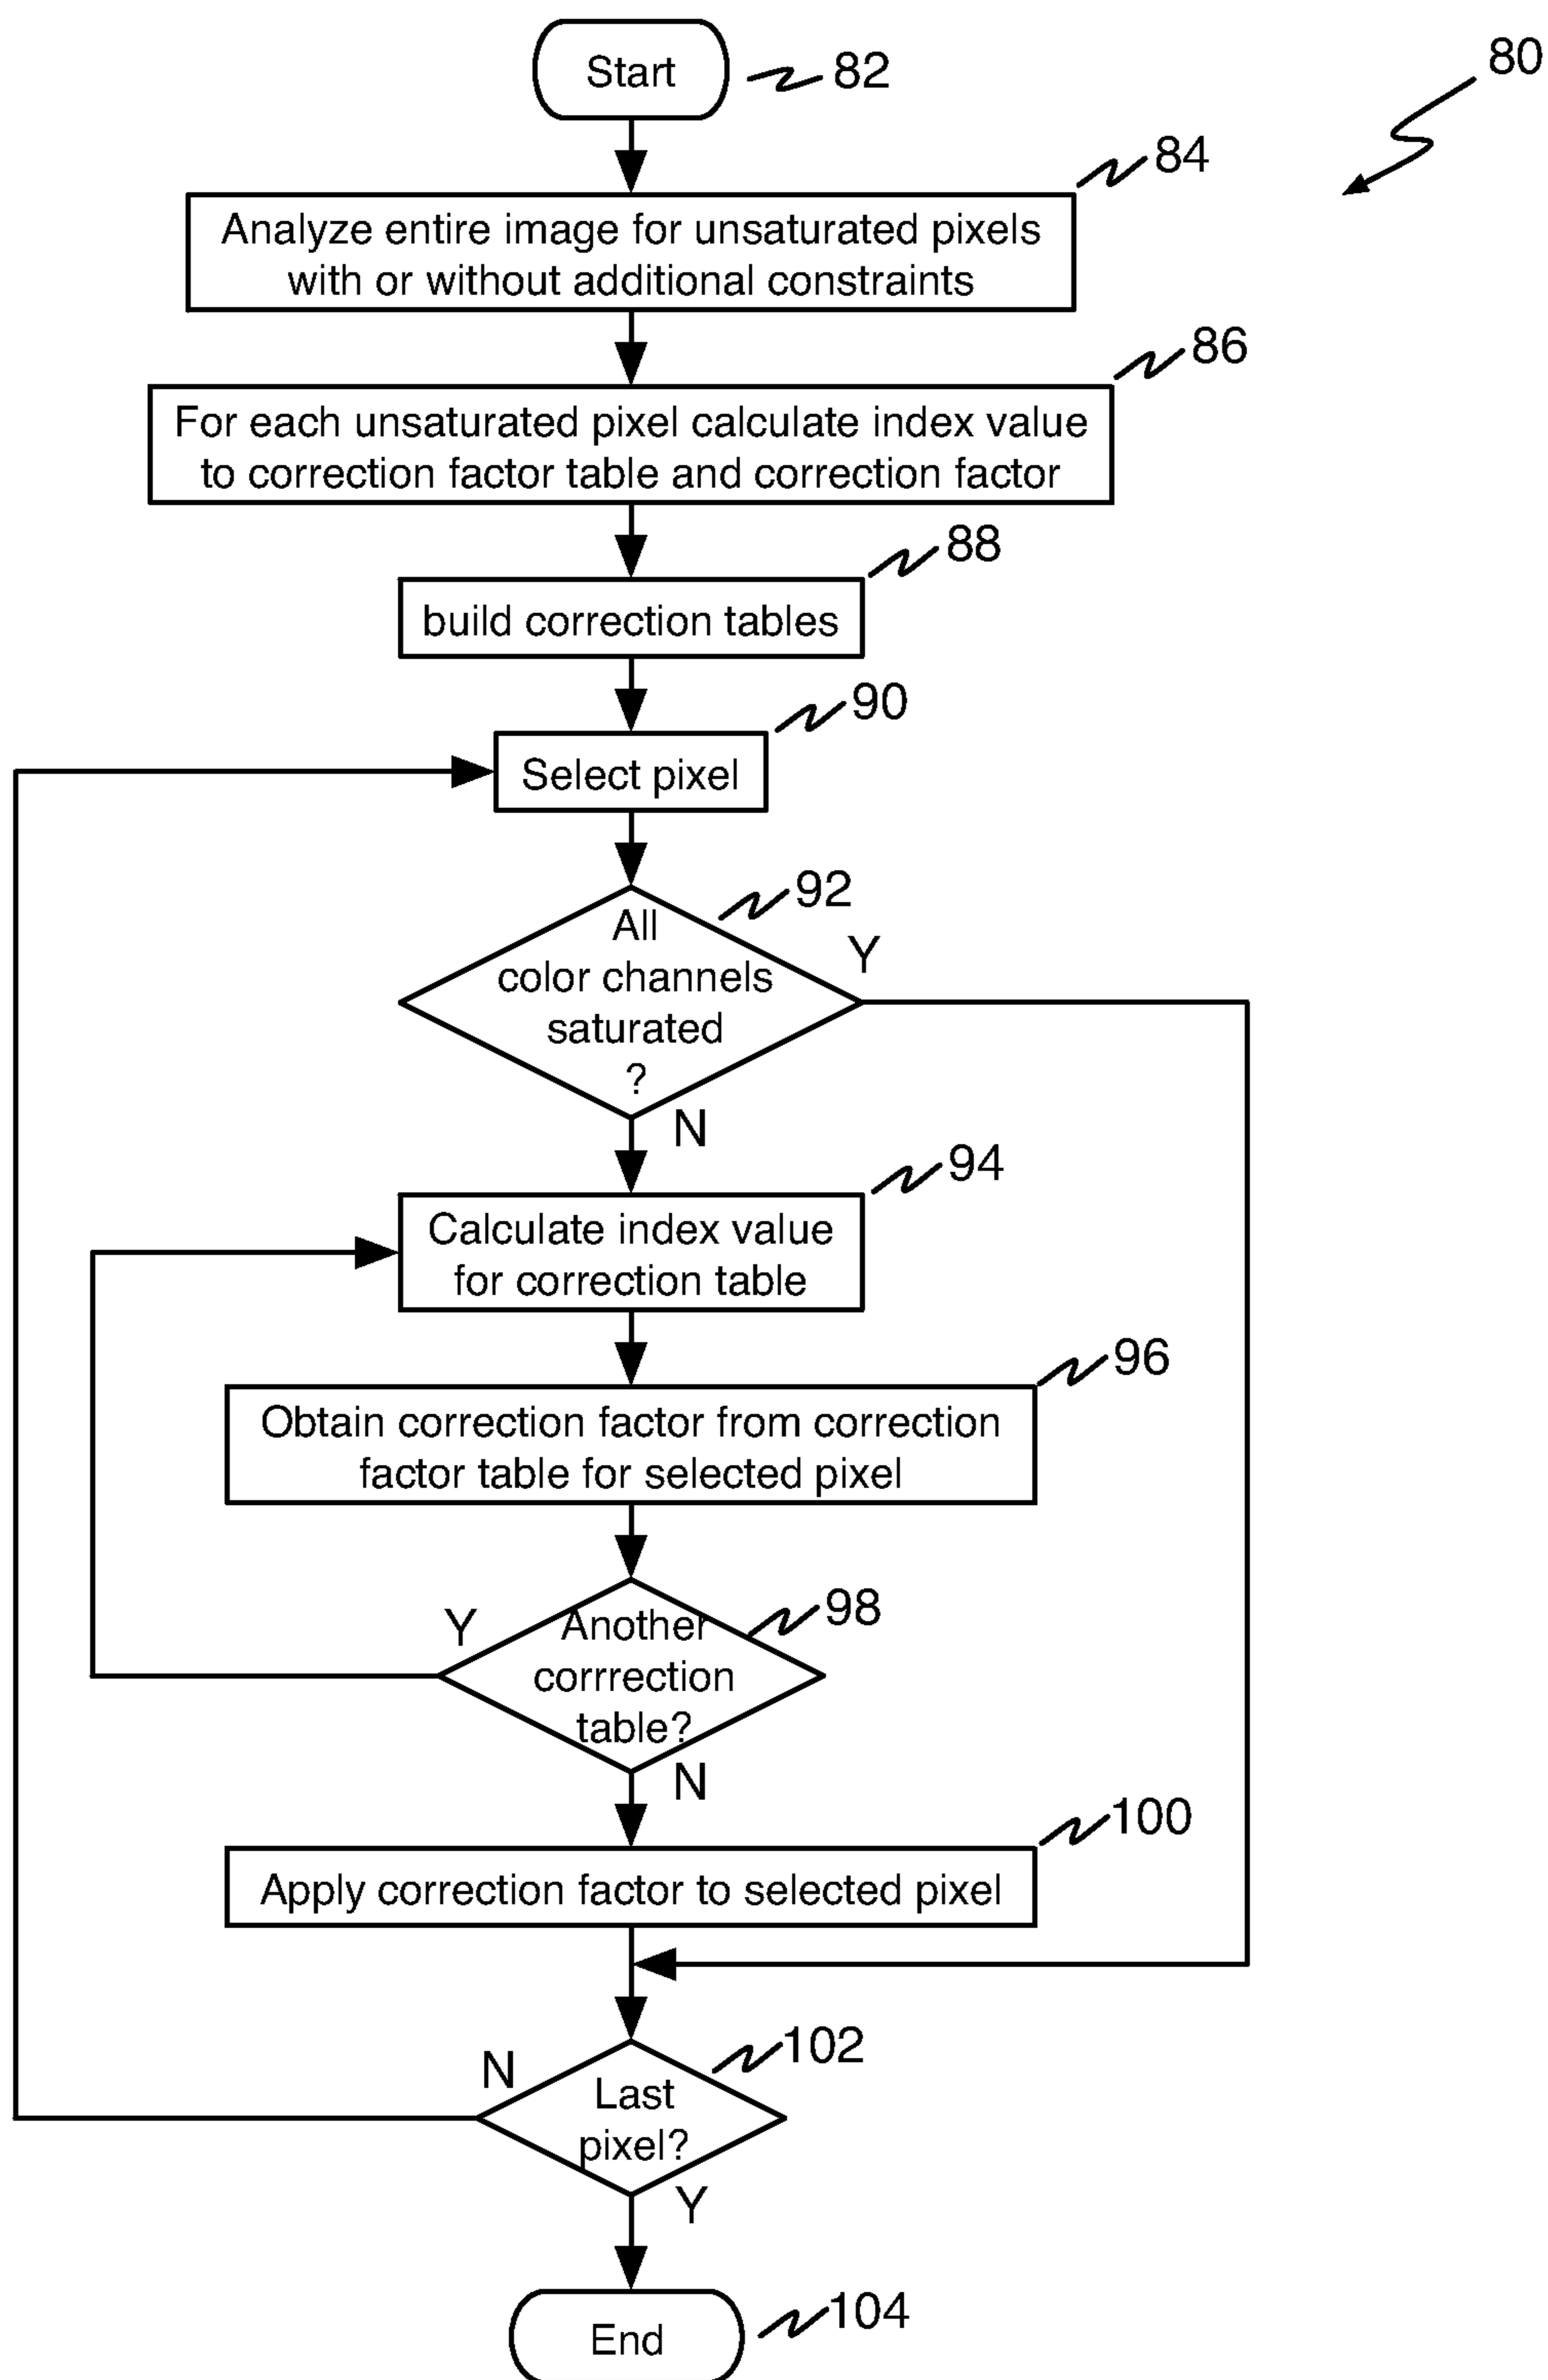 80
Start
82
84
Analyze entire image for unsaturated pixels
with or without additional constraints
86
For each unsaturated pixel calculate index value
to correction factor table and correction factor
88
build correction tables
90
Select pixel
92
All
color channels
saturated
?
Y
N
94
Calculate index value
for correction table
96
Obtain correction factor from correction
factor table for selected pixel
98
Y
Another
corrrection
table?
N
100
Apply correction factor to selected pixel
102
N
Last
pixel?
Y
End
104